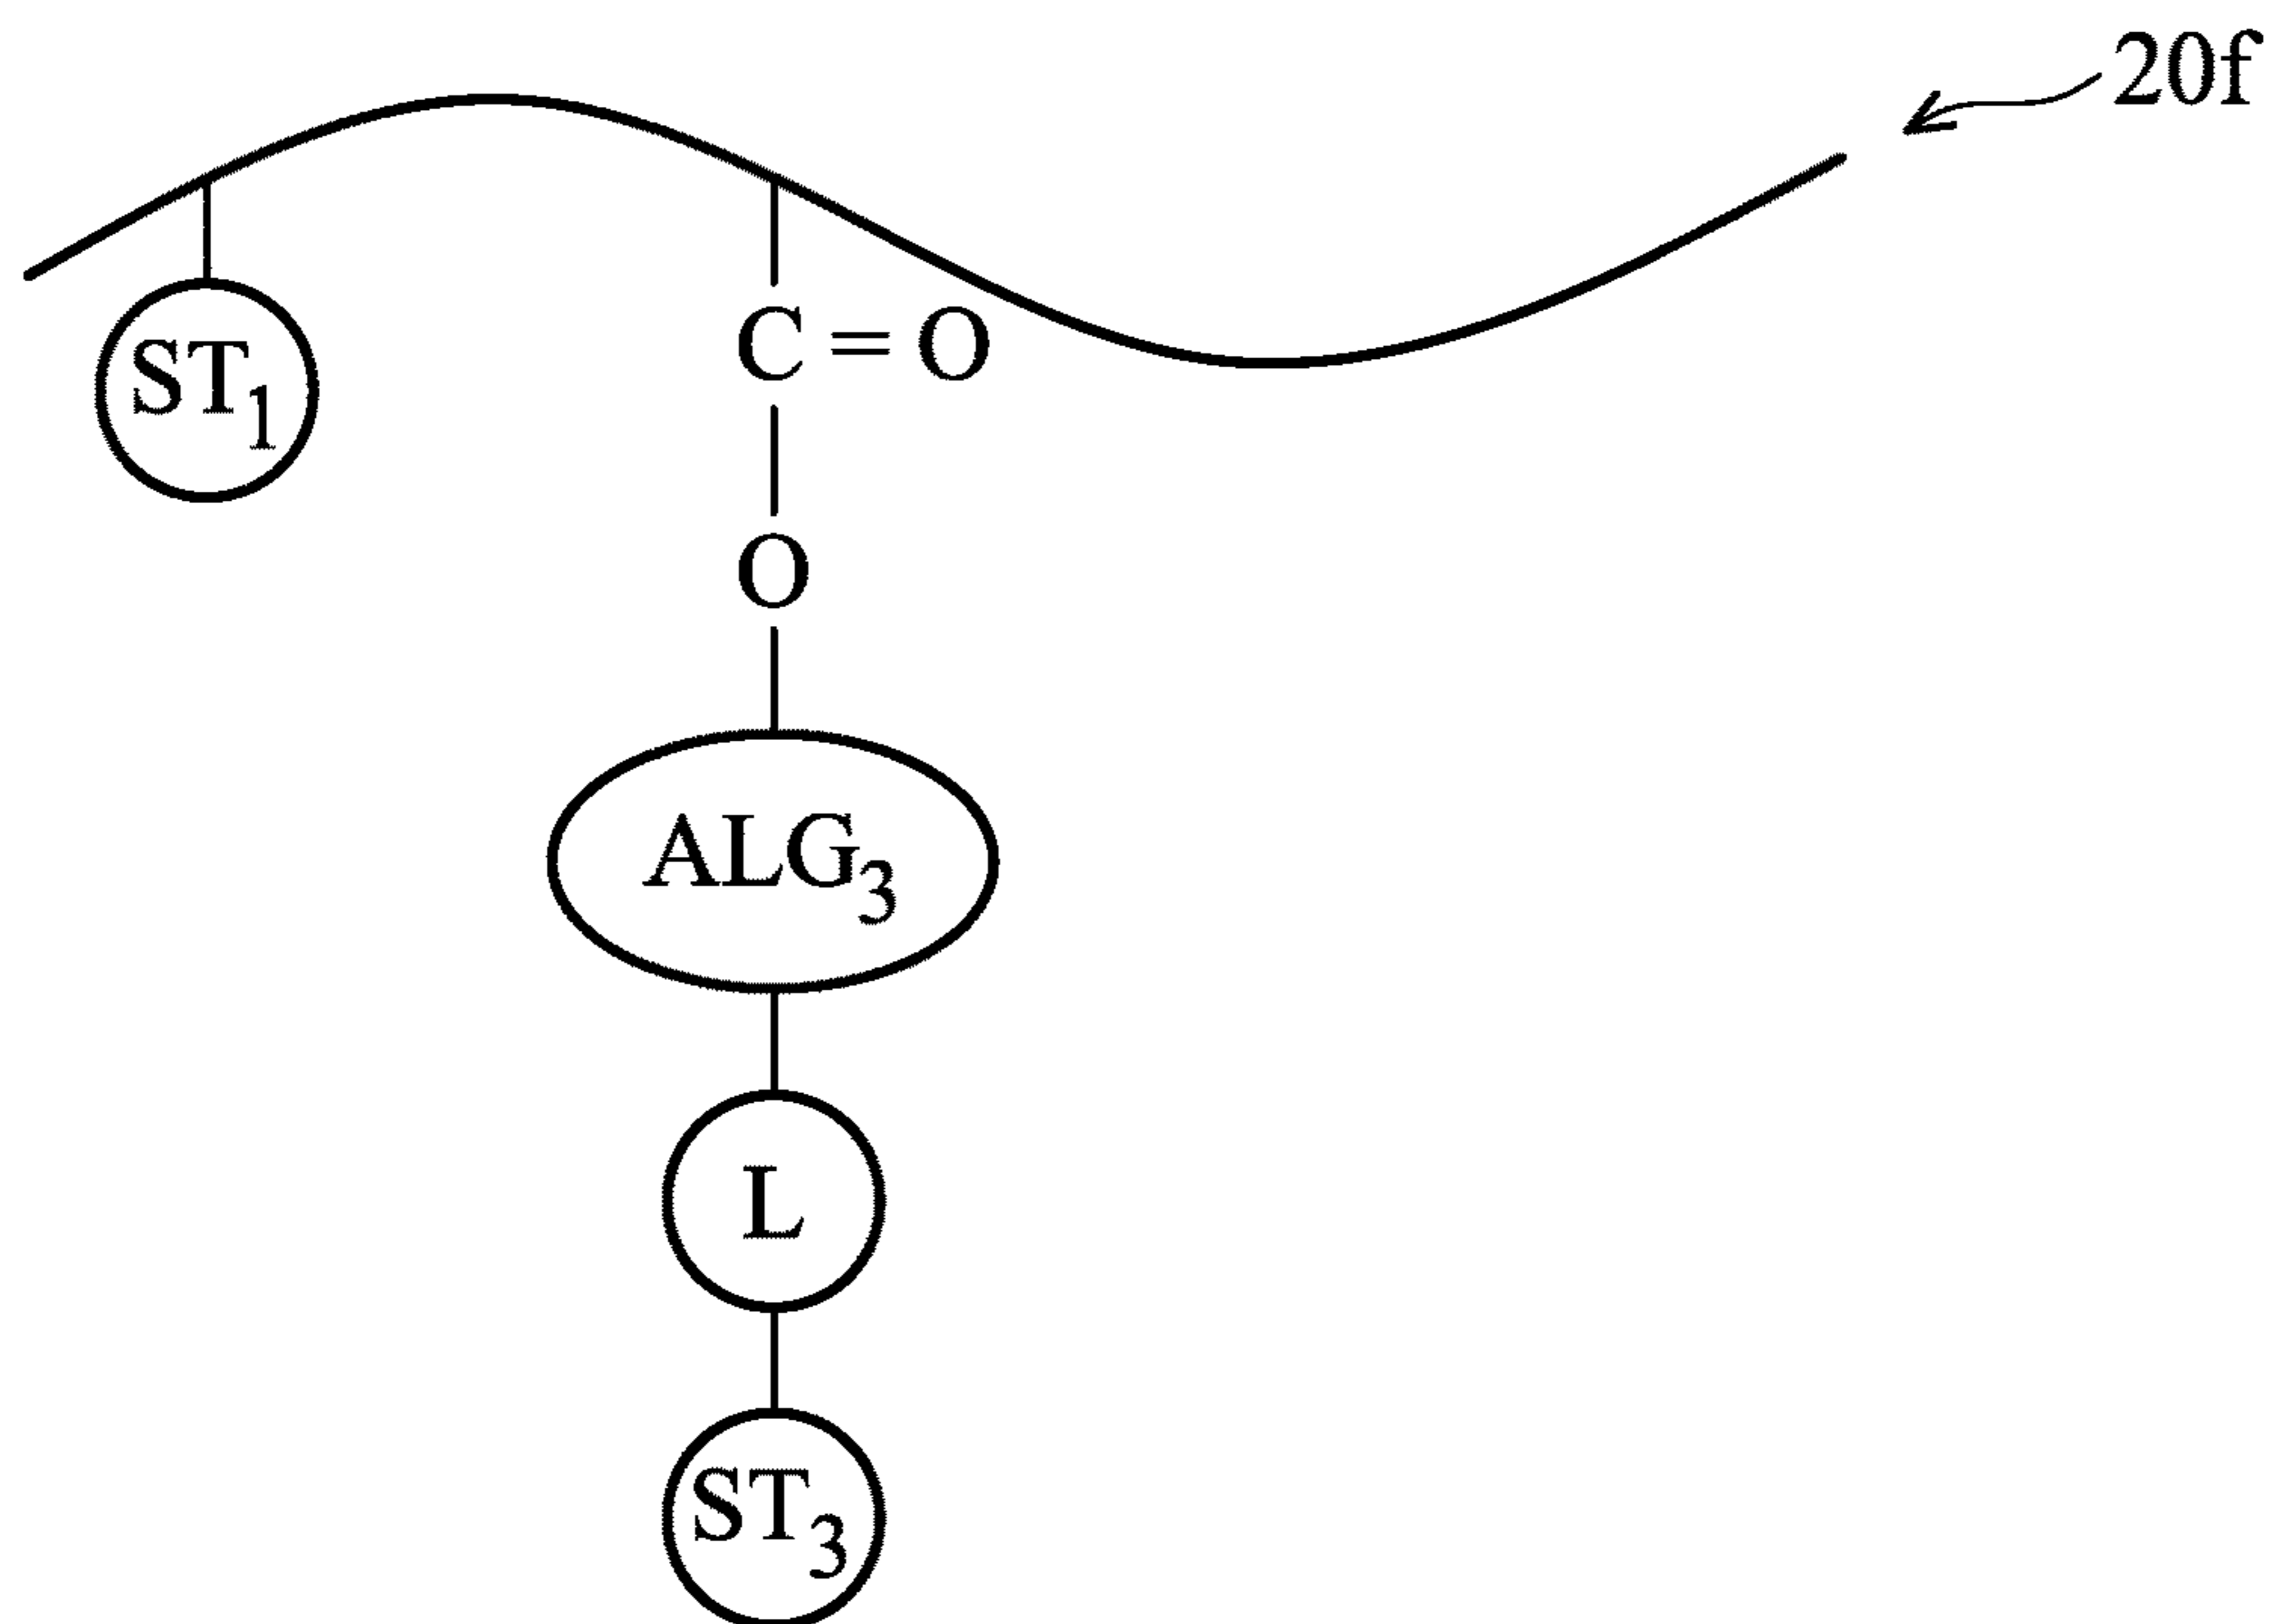 20f
ST1
C = O
O
ALG3
L
ST3